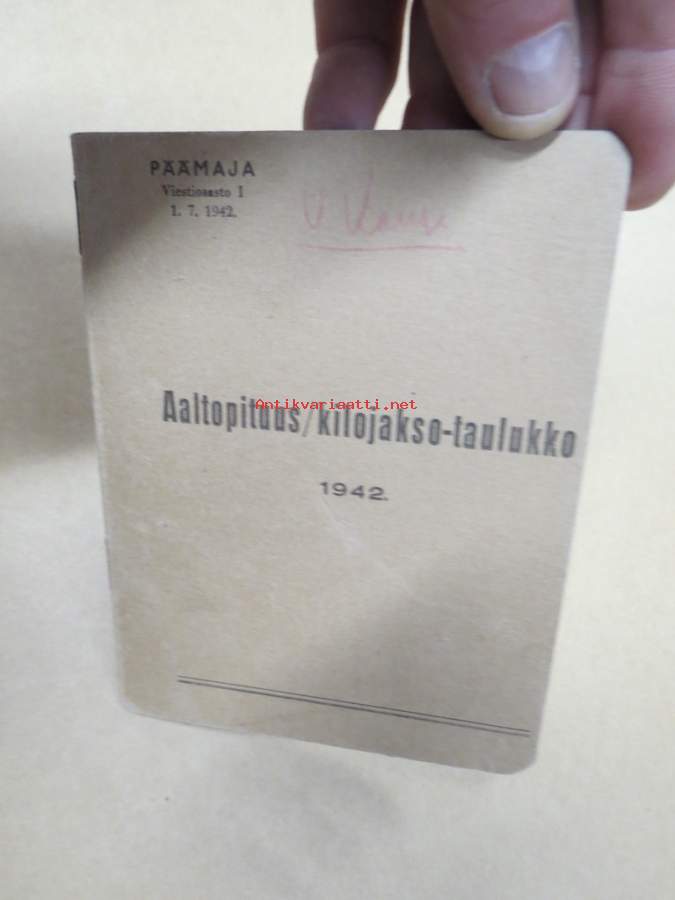 PÄÄMAJA
Viestiosasto 1
1. 7. 1942.
Antikvariaatti.net
Aaltopituus/kilojakso-taulukko
1942.